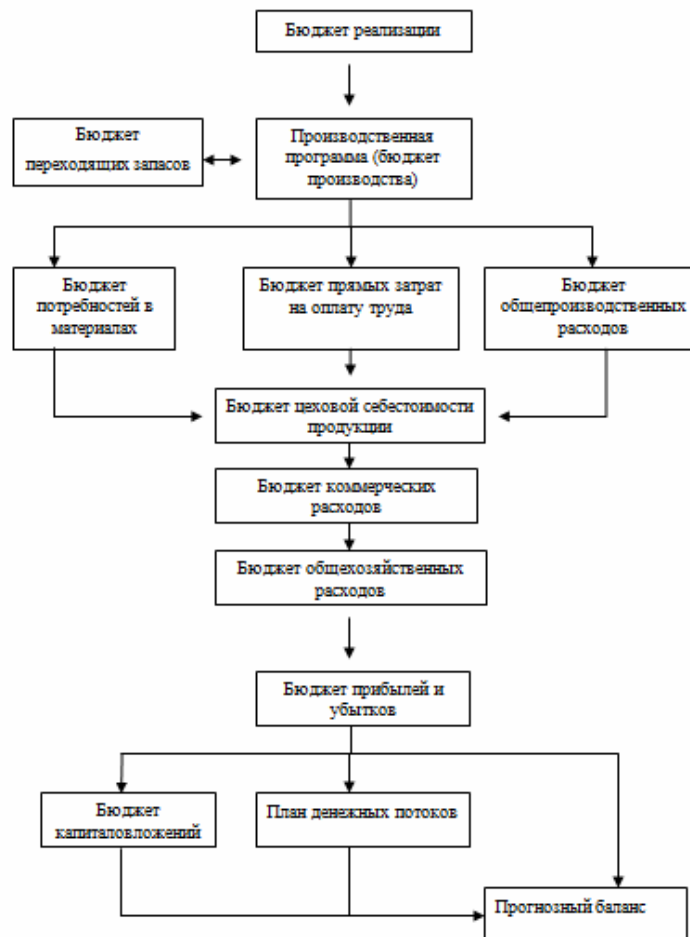 Бюджет реализации
Бюджет
переходящих запасов
Производственная
программа (бюджет
производства)
Бюджет
потребностей в
материалах
Бюджет прямых затрат
на оплату труда
Бюджет
общепроизводственных
расходов
Бюджет цеховой себестоимости
продукции
Бюджет коммерческих
расходов
Бюджет общехозяйственных
расходов
Бюджет прибылей и
убытков
Бюджет
капиталовложений
План денежных потоков
Прогнозный баланс